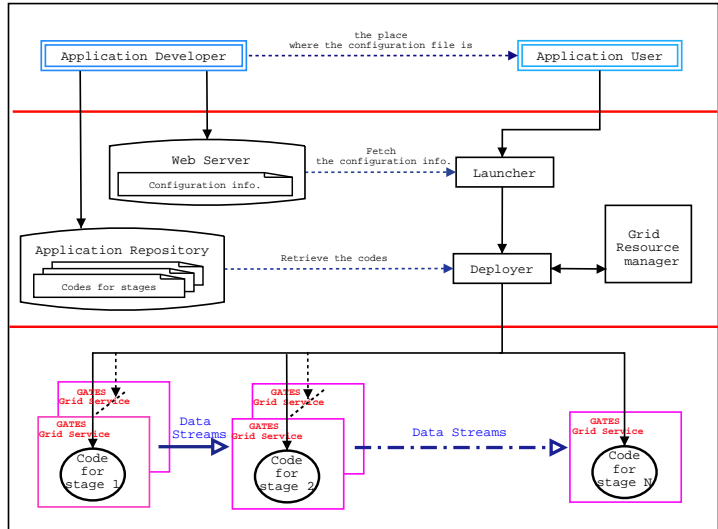 the place
where the configuration file is
Application Developer
Application User
Web Server
Configuration info.
Fetch
the configuration info.
Launcher
Application Repository
Codes for stages
Retrieve the codes
Deployer
Grid
Resource
manager
GATES
Grid Service
GATES
Grid Service
Code
for
stage 1
Data
Streams
GATES
Grid Service
GATES
Grid Service
Code
for
stage 2
Data Streams
GATES
Grid Service
Code
for
stage N